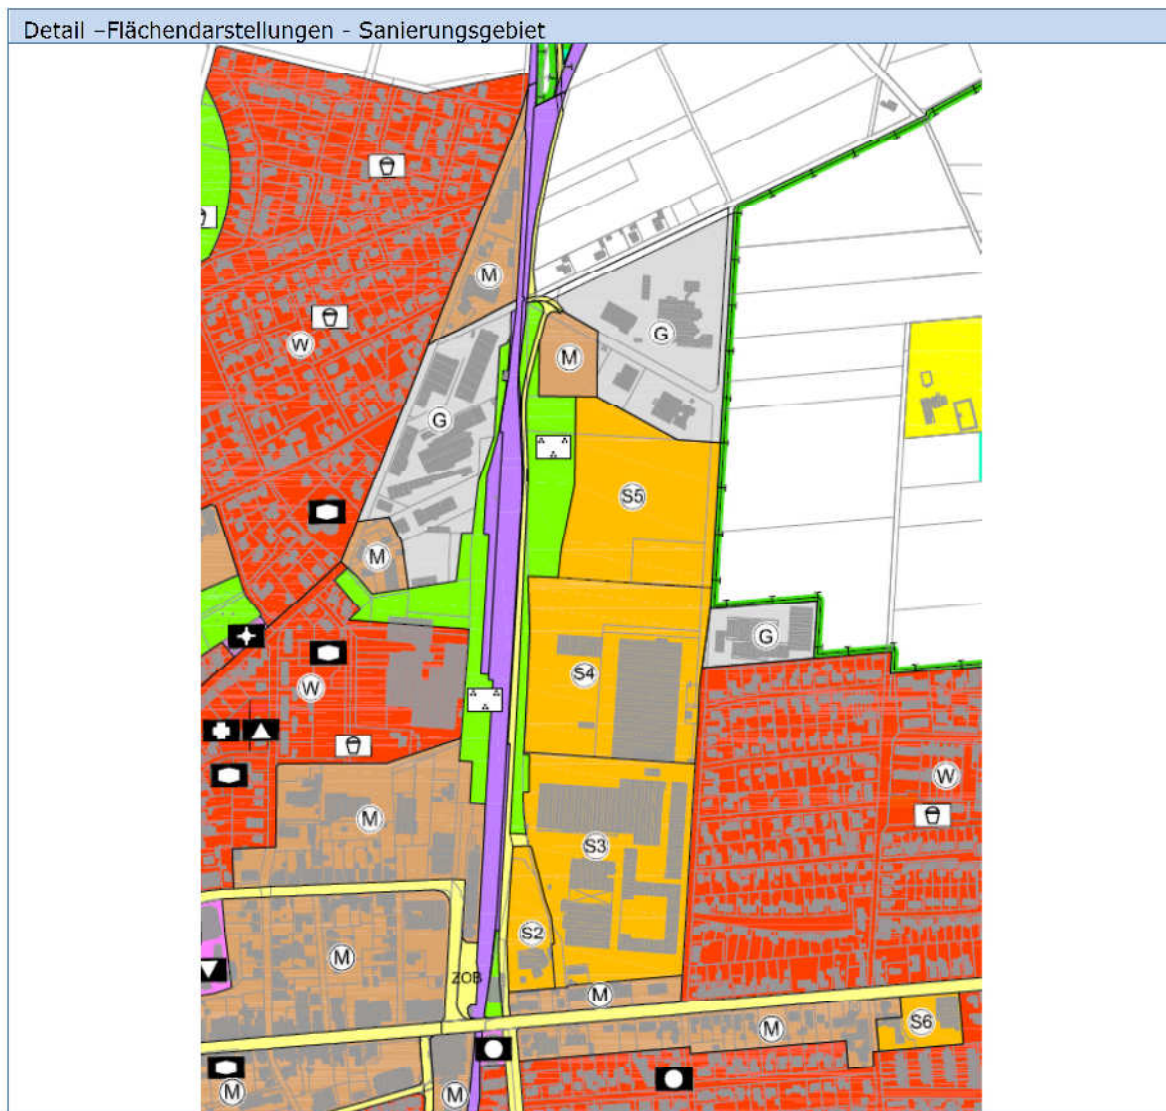 Detail –Flächendarstellungen - Sanierungsgebiet
M
W
G
M
G
S5
M
G
W
S4
W
M
S3
M
S2
ZOB
M
M
S6
M
M